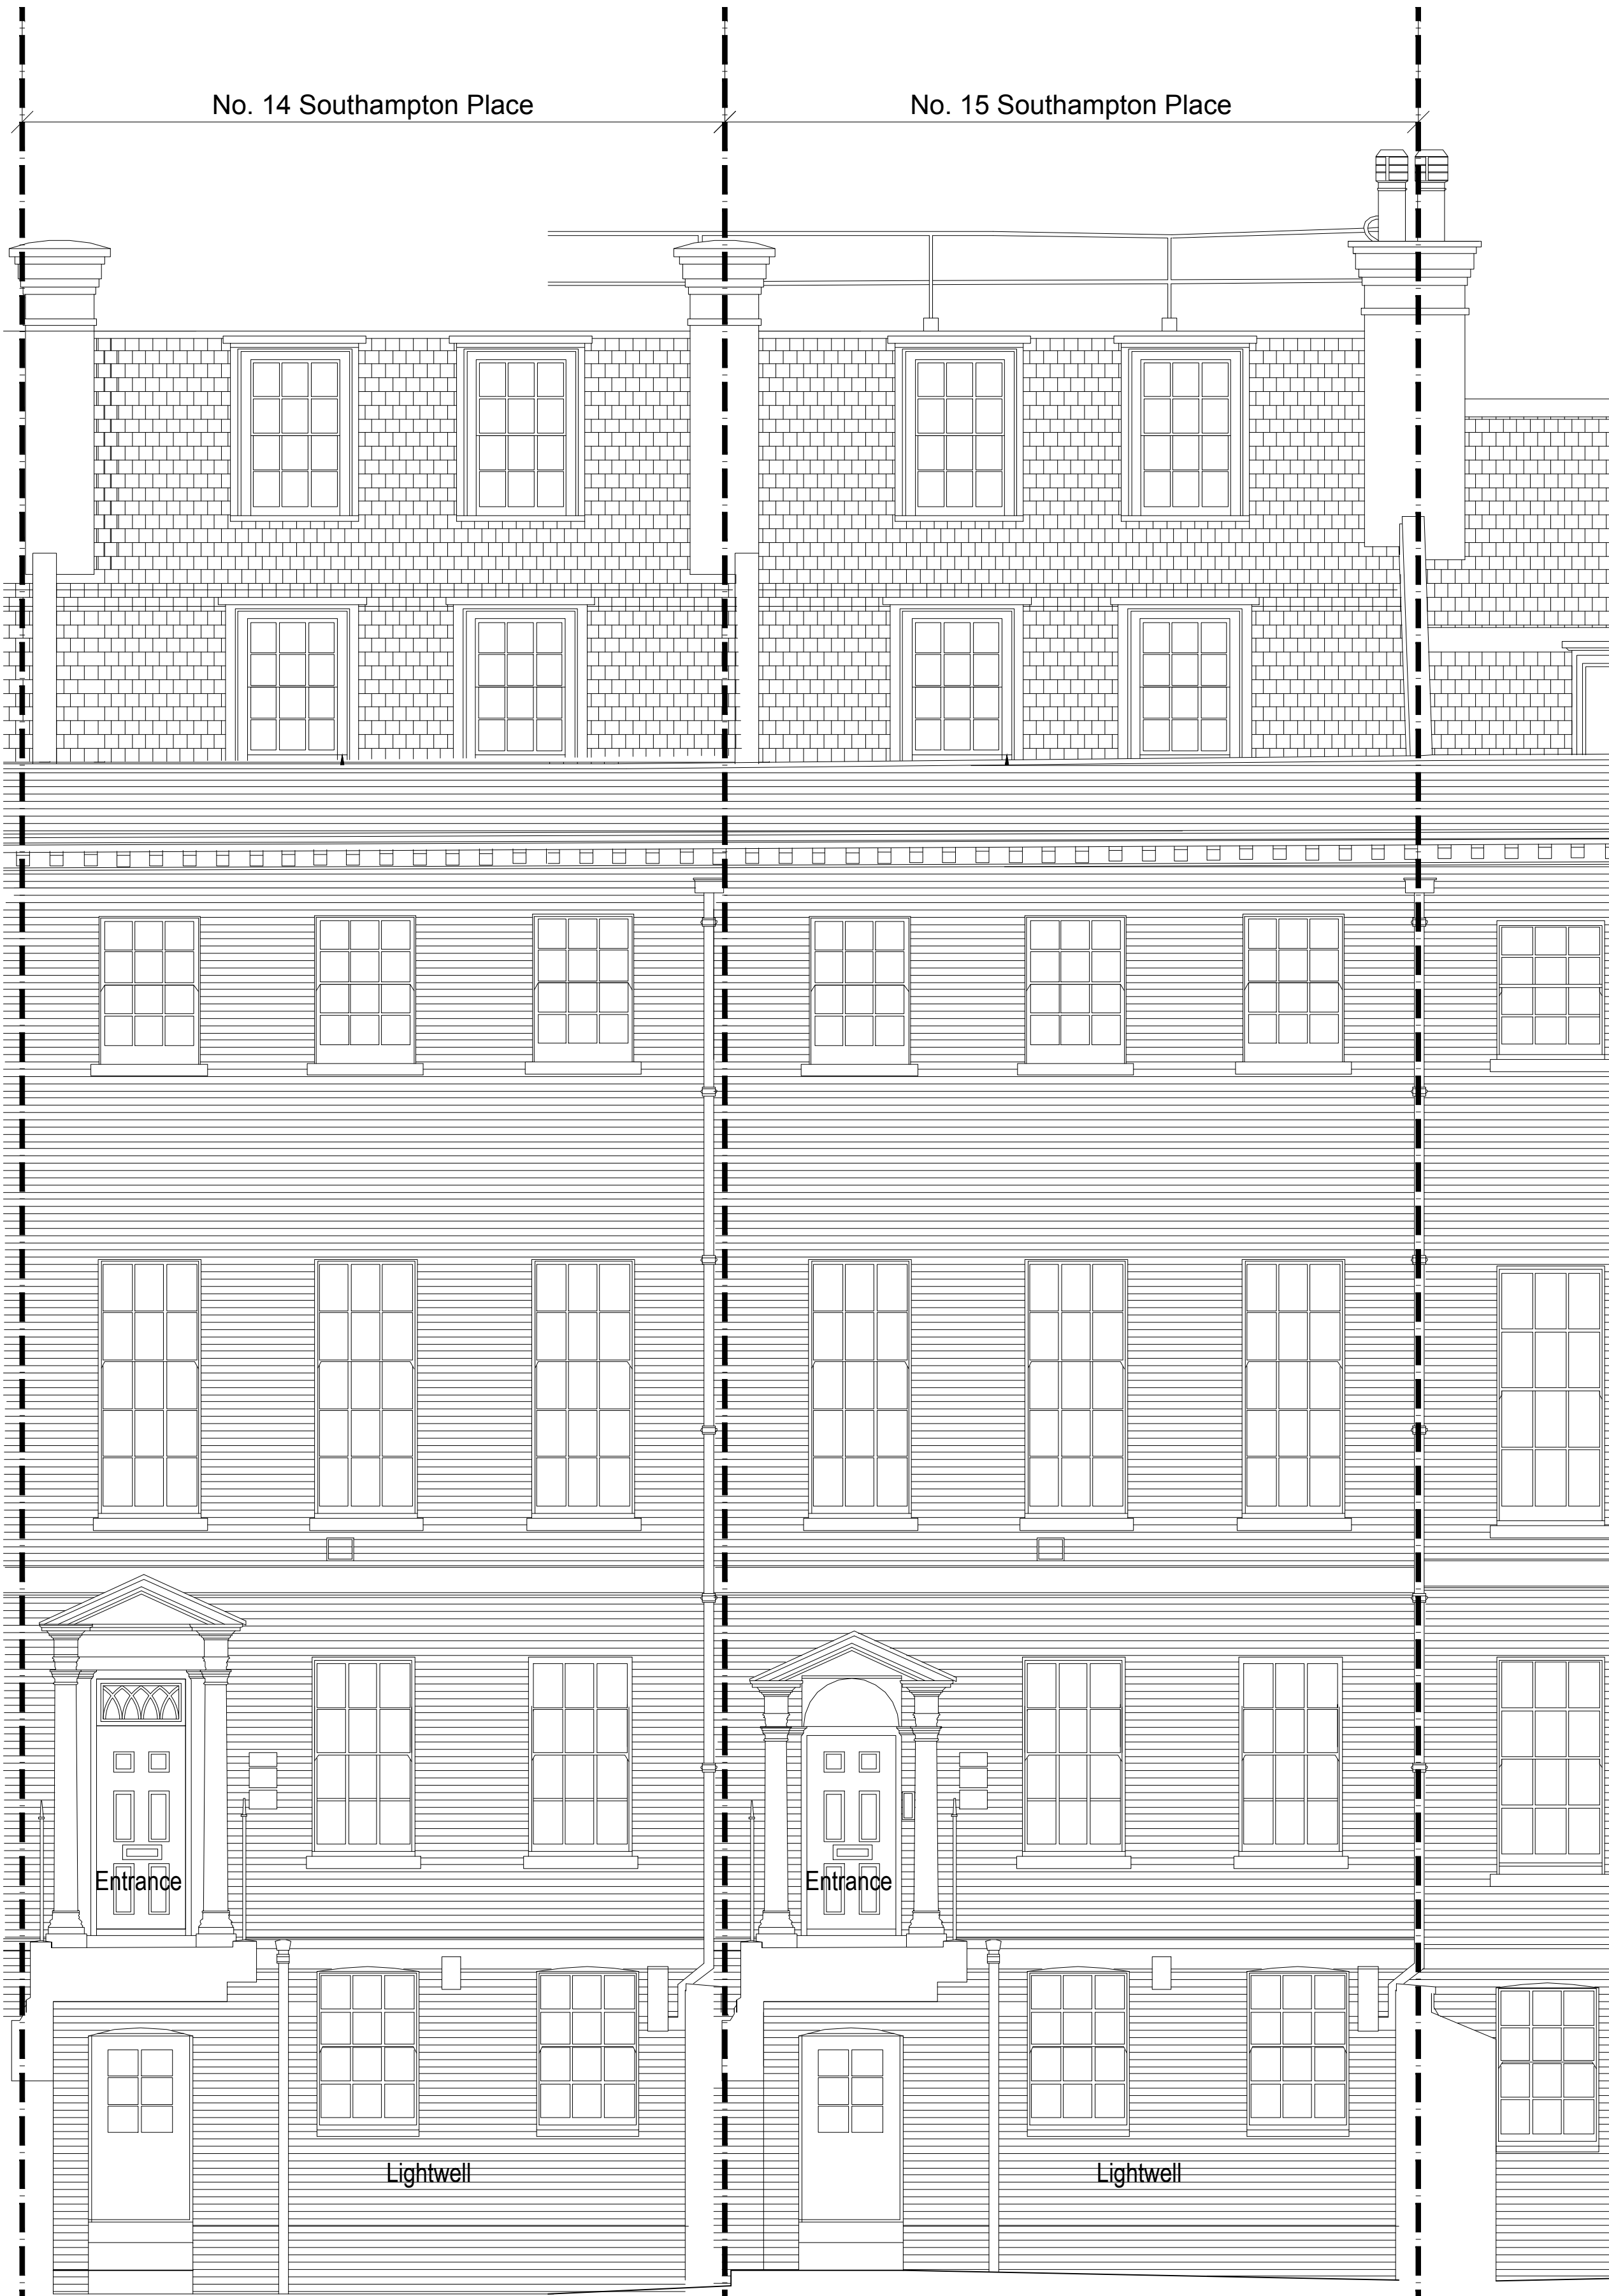 No. 14 Southampton Place
No. 15 Southampton Place
Entrance
Entrance
Lightwell
Lightwell